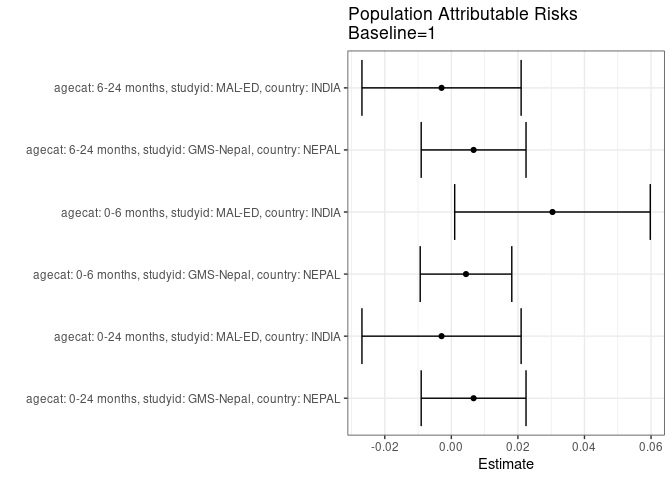 Population Attributable Risks
Baseline=1
agecat: 6-24 months, studyid: MAL-ED, country: INDIA
agecat: 6-24 months, studyid: GMS-Nepal, country: NEPAL
agecat: 0-6 months, studyid: MAL-ED, country: INDIA
agecat: 0-6 months, studyid: GMS-Nepal, country: NEPAL
agecat: 0-24 months, studyid: MAL-ED, country: INDIA
agecat: 0-24 months, studyid: GMS-Nepal, country: NEPAL
-0.02 0.00 0.02 0.04 0.06
Estimate